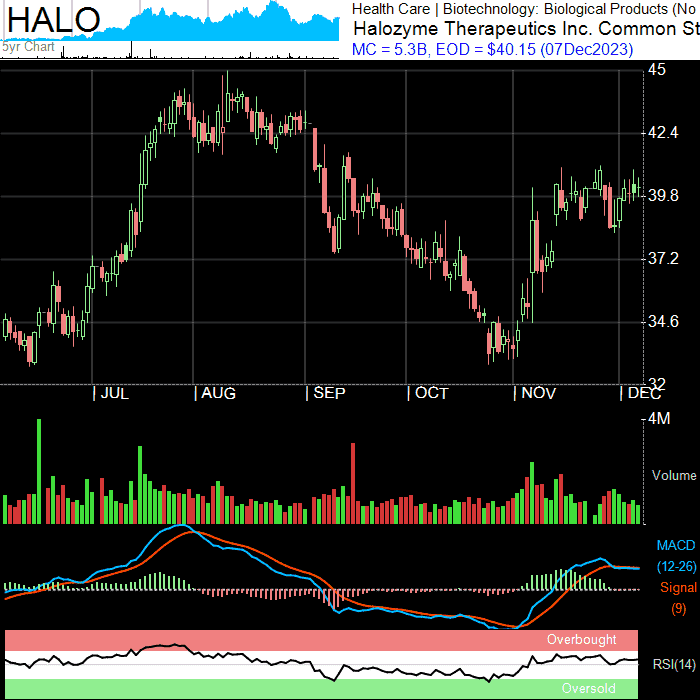 HALO
5yr Chart
Health Care | Biotechnology: Biological Products (No
Halozyme Therapeutics Inc. Common St
MC = 5.3B, EOD = $40.15 (07Dec2023)
45
42.4
39.8
37.2
34.6
32
JUL AUG SEP OCT NOV DEC
4M
Volume
MACD
(12-26)
Signal
(9)
Overbought
RSI(14)
Oversold